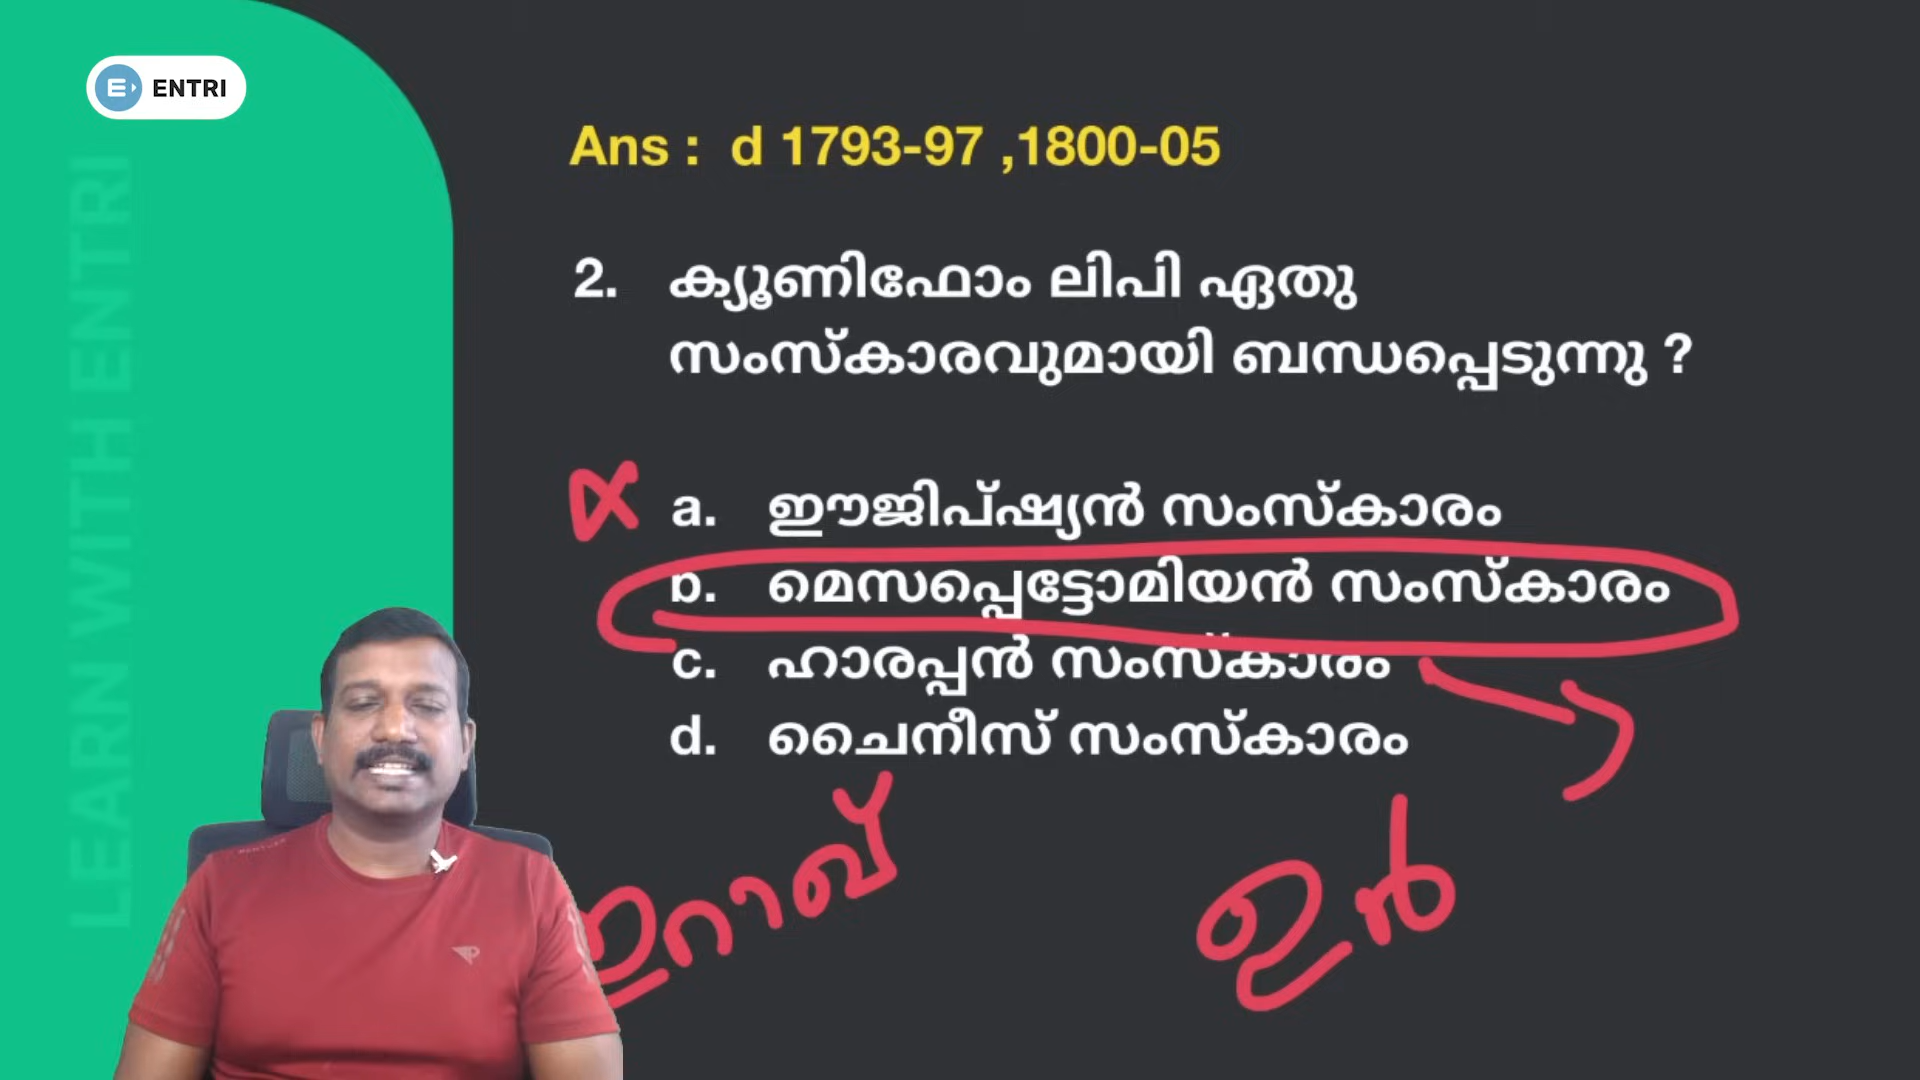 ENTRI
LEARN WITH ENTRI
Ans : d 1793-97 ,1800-05
2. ക്യൂണിഫോം ലിപി ഏതു
സംസ്കാരവുമായി ബന്ധപ്പെടുന്നു ?
a. ഈജിപ്ഷ്യൻ സംസ്കാരം
b. മെസപ്പെട്ടോമിയൻ സംസ്കാരം
c. ഹാരപ്പൻ സംസ്കാരം
d. ചൈനീസ് സംസ്കാരം
ഇറാഖ്
ഉർ